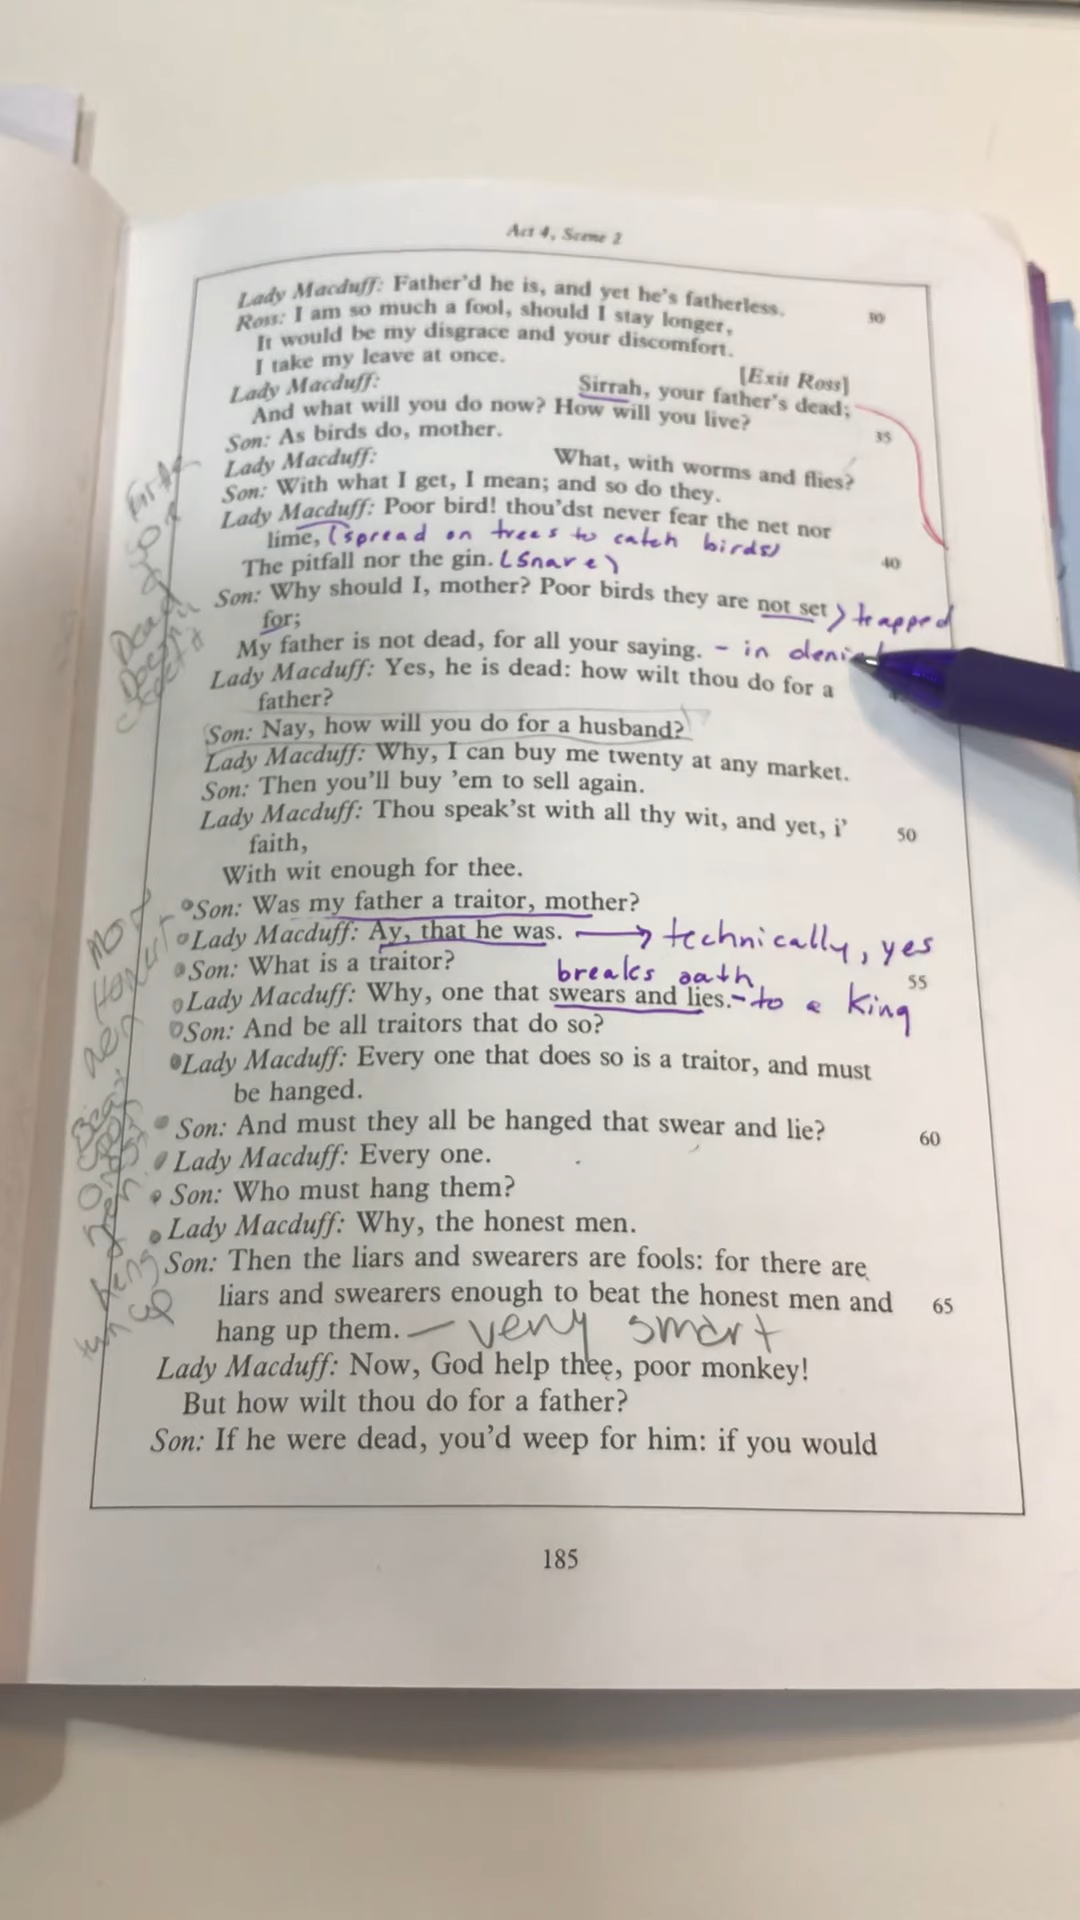 Act 4, Scene 2
Lady Macduff: Father'd he is, and yet he's fatherless.
30
Ross: I am so much a fool, should I stay longer,
It would be my disgrace and your discomfort.
I take my leave at once.
[Exit Ross]
Lady Macduff: Sirrah, your father's dead;
And what will you do now? How will you live?
35
Son: As birds do, mother.
Lady Macduff: What, with worms and flies?
Son: With what I get, I mean; and so do they.
Lady Macduff: Poor bird! thou'dst never fear the net nor
lime, (spread on trees to catch birds)
The pitfall nor the gin. (snare)
40
Son: Why should I, mother? Poor birds they are not set > trapped
for;
My father is not dead, for all your saying. - in denial
Lady Macduff: Yes, he is dead: how wilt thou do for a
father?
Son: Nay, how will you do for a husband?
Lady Macduff: Why, I can buy me twenty at any market.
Son: Then you'll buy 'em to sell again.
Lady Macduff: Thou speak'st with all thy wit, and yet, i'
50
faith,
With wit enough for thee.
Son: Was my father a traitor, mother?
Lady Macduff: Ay, that he was. → technically, yes
Son: What is a traitor?
breaks oath
55
Lady Macduff: Why, one that swears and lies. - to a king
Son: And be all traitors that do so?
Lady Macduff: Every one that does so is a traitor, and must
be hanged.
Son: And must they all be hanged that swear and lie?
60
Lady Macduff: Every one.
Son: Who must hang them?
Lady Macduff: Why, the honest men.
Son: Then the liars and swearers are fools: for there are
liars and swearers enough to beat the honest men and
65
hang up them. — very smart
Lady Macduff: Now, God help thee, poor monkey!
But how wilt thou do for a father?
Son: If he were dead, you'd weep for him: if you would
185